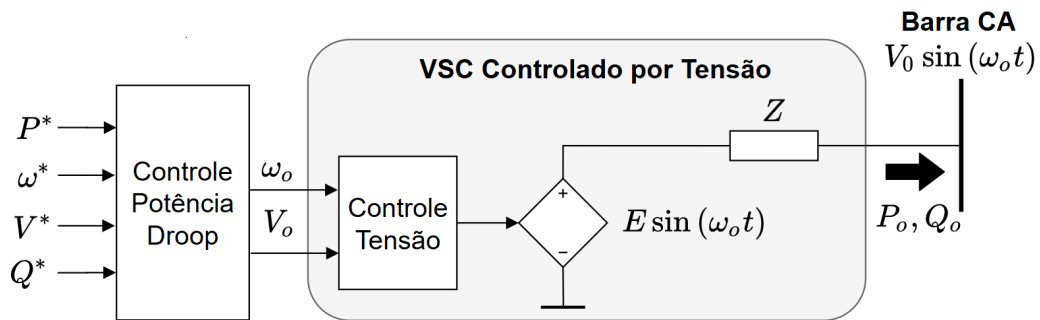 Barra CA
V_0 sin (ω_o t)
VSC Controlado por Tensão
Z
P*
ω*
V*
Q*
Controle
Potência
Droop
ω_o
V_o
Controle
Tensão
+
−
E sin (ω_o t)
P_o, Q_o